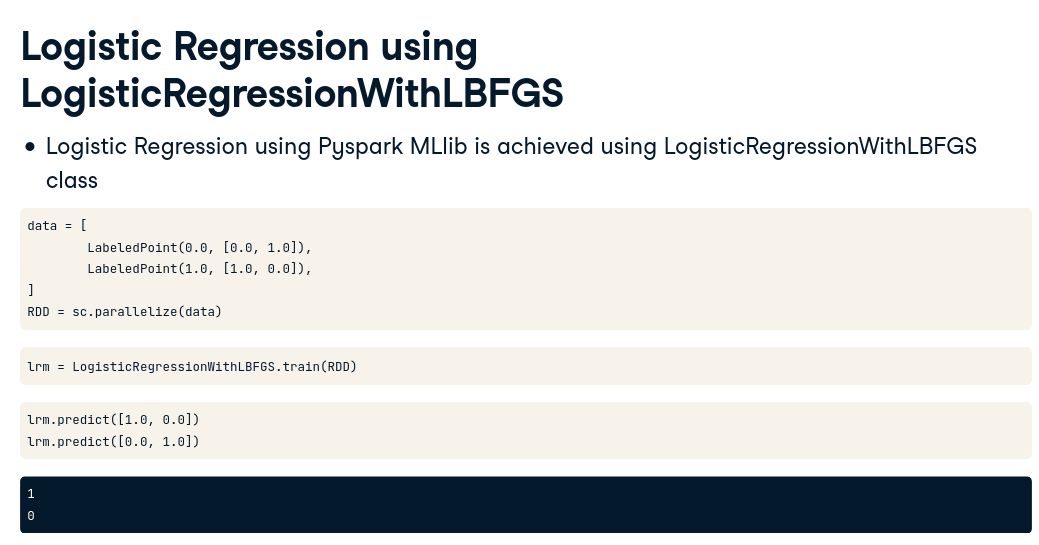 Logistic Regression using
LogisticRegressionWithLBFGS
● Logistic Regression using Pyspark MLlib is achieved using LogisticRegressionWithLBFGS
class
data = [
        LabeledPoint(0.0, [0.0, 1.0]),
        LabeledPoint(1.0, [1.0, 0.0]),
]
RDD = sc.parallelize(data)
lrm = LogisticRegressionWithLBFGS.train(RDD)
lrm.predict([1.0, 0.0])
lrm.predict([0.0, 1.0])
1
0